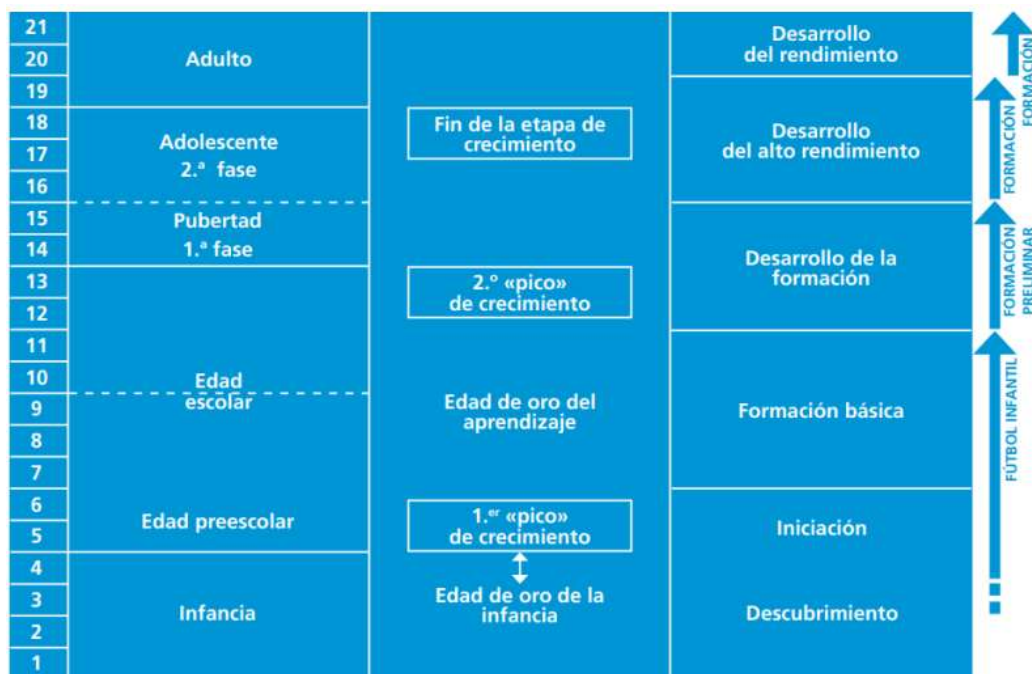 21
20
19
18
17
16
15
14
13
12
11
10
9
8
7
6
5
4
3
2
1
Adulto
Adolescente
2.ª fase
Pubertad
1.ª fase
Edad
escolar
Edad preescolar
Infancia
Fin de la etapa de
crecimiento
2.º «pico»
de crecimiento
Edad de oro del
aprendizaje
1.er «pico»
de crecimiento
Edad de oro de la
infancia
Desarrollo
del rendimiento
Desarrollo
del alto rendimiento
Desarrollo de la
formación
Formación básica
Iniciación
Descubrimiento
FORMACIÓN
FORMACIÓN
FORMACIÓN
PRELIMINAR
FÚTBOL INFANTIL